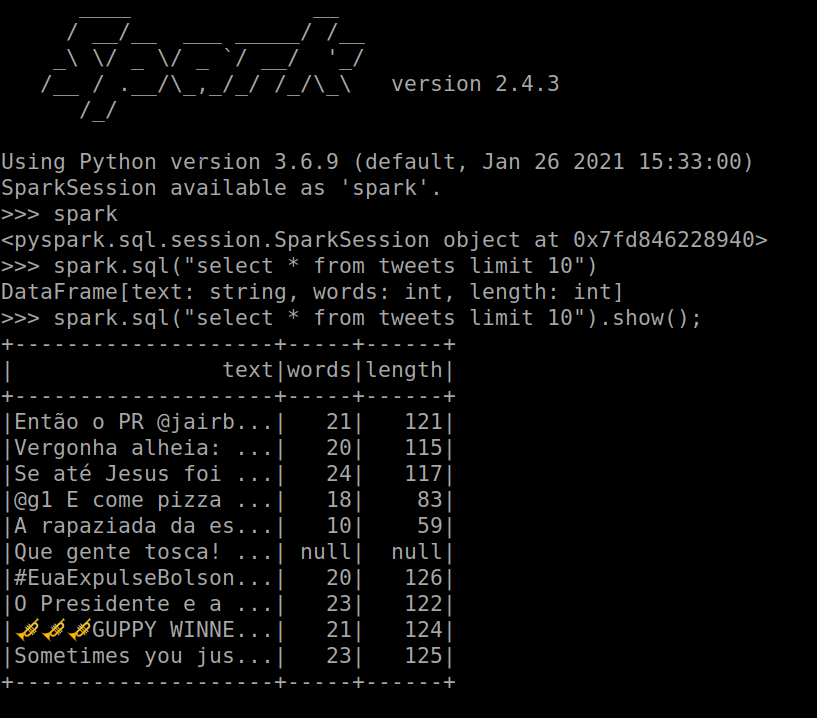 ____              __
     / __/__  ___ _____/ /__
    _\ \/ _ \/ _ `/ __/  '_/
   /__ / .__/\_,_/_/ /_/\_\   version 2.4.3
      /_/

Using Python version 3.6.9 (default, Jan 26 2021 15:33:00)
SparkSession available as 'spark'.
>>> spark
<pyspark.sql.session.SparkSession object at 0x7fd846228940>
>>> spark.sql("select * from tweets limit 10")
DataFrame[text: string, words: int, length: int]
>>> spark.sql("select * from tweets limit 10").show();
+--------------------+-----+------+
|                text|words|length|
+--------------------+-----+------+
|Então o PR @jairb...|   21|   121|
|Vergonha alheia: ...|   20|   115|
|Se até Jesus foi ...|   24|   117|
|@g1 E come pizza ...|   18|    83|
|A rapaziada da es...|   10|    59|
|Que gente tosca! ...| null|  null|
|#EuaExpulseBolson...|   20|   126|
|O Presidente e a ...|   23|   122|
|🎺🎺🎺GUPPY WINNE...|   21|   124|
|Sometimes you jus...|   23|   125|
+--------------------+-----+------+